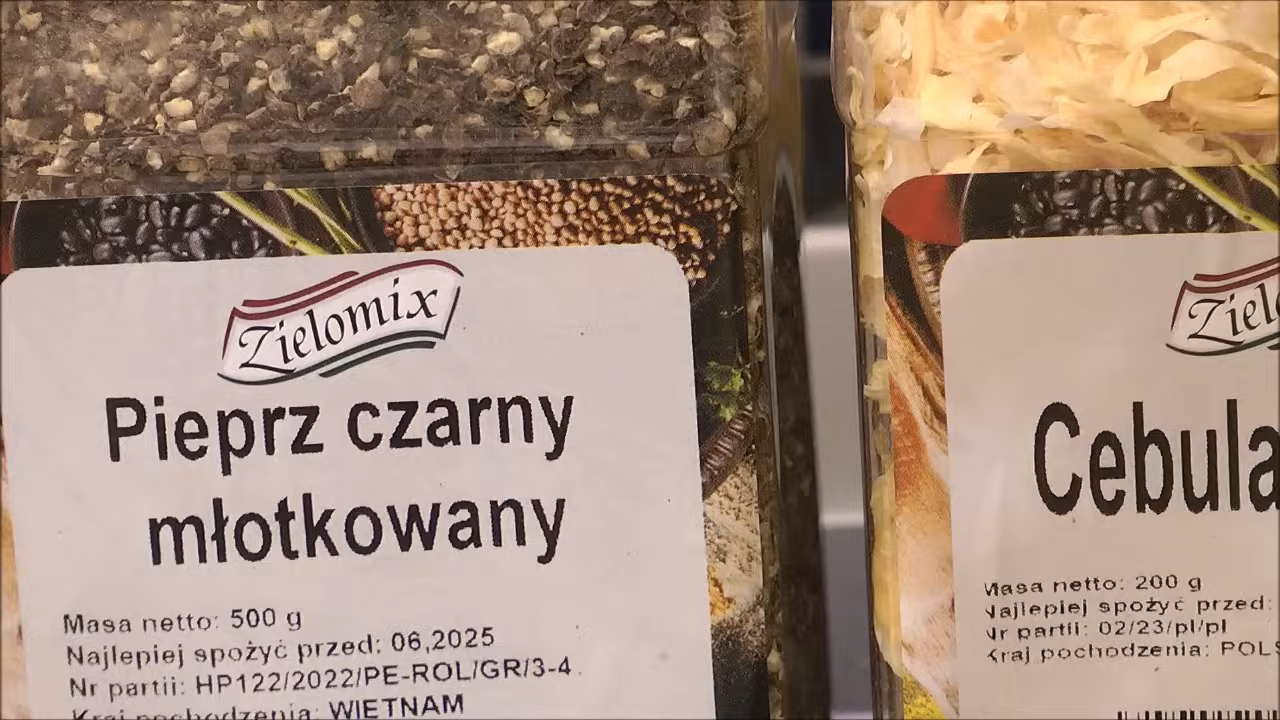 Zielomix
Pieprz czarny
młotkowany
Masa netto: 500 g
Najlepiej spożyć przed: 06,2025
Nr partii: HP122/2022/PE-ROL/GR/3-4
Kraj pochodzenia: WIETNAM
Ziel
Cebula
Masa netto: 200 g
Najlepiej spożyć przed:
Nr partii: 02/23/pl/pl
Kraj pochodzenia: POLS